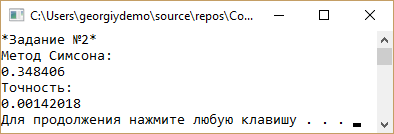 C:\Users\georgiydemo\source\repos\Co...
*Задание №2*
Метод Симсона:
0.348406
Точность:
0.00142018
Для продолжения нажмите любую клавишу . . .